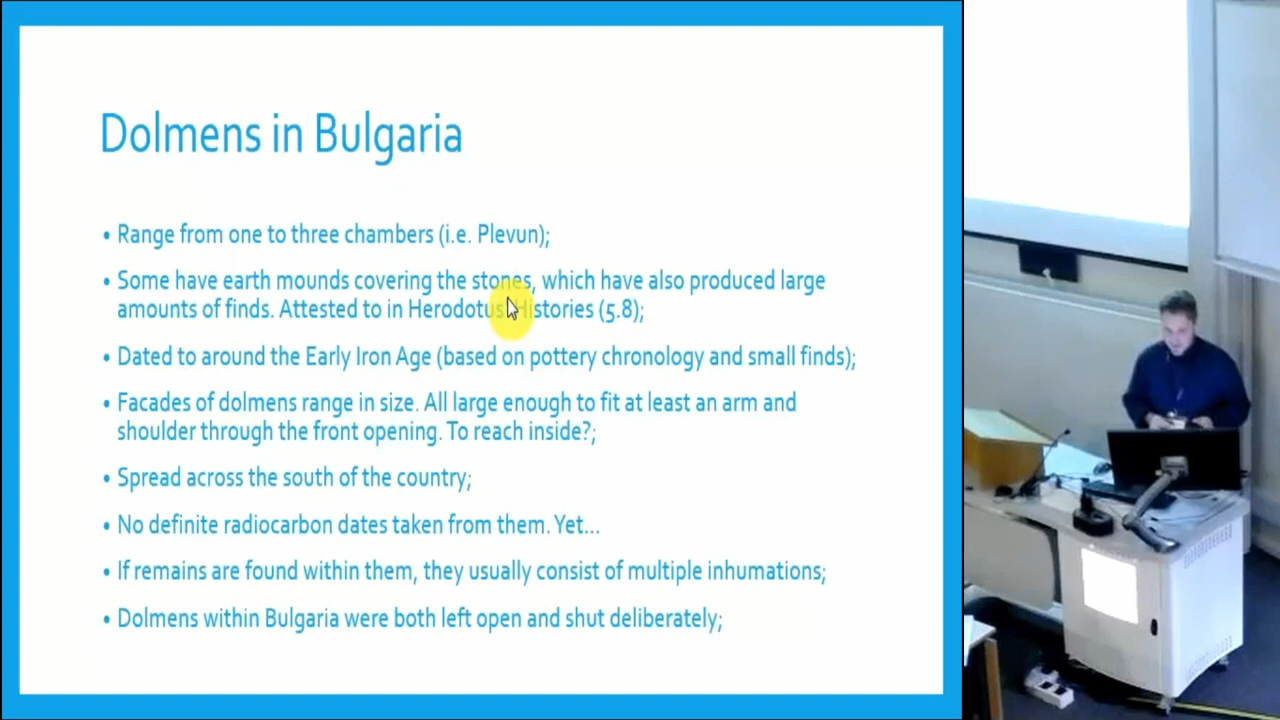 Dolmens in Bulgaria
• Range from one to three chambers (i.e. Plevun);
• Some have earth mounds covering the stones, which have also produced large
amounts of finds. Attested to in Herodotus' Histories (5.8);
• Dated to around the Early Iron Age (based on pottery chronology and small finds);
• Facades of dolmens range in size. All large enough to fit at least an arm and
shoulder through the front opening. To reach inside?;
• Spread across the south of the country;
• No definite radiocarbon dates taken from them. Yet...
• If remains are found within them, they usually consist of multiple inhumations;
• Dolmens within Bulgaria were both left open and shut deliberately;